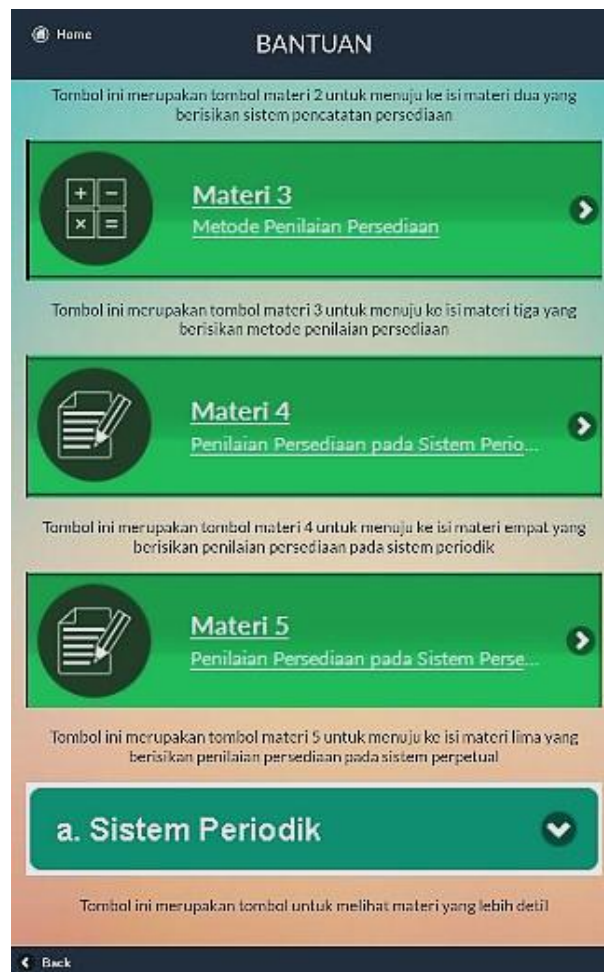 Home
BANTUAN
Tombol ini merupakan tombol materi 2 untuk menuju ke isi materi dua yang
berisikan sistem pencatatan persediaan
Materi 3
Metode Penilaian Persediaan
Tombol ini merupakan tombol materi 3 untuk menuju ke isi materi tiga yang
berisikan metode penilaian persediaan
Materi 4
Penilaian Persediaan pada Sistem Perio...
Tombol ini merupakan tombol materi 4 untuk menuju ke isi materi empat yang
berisikan penilaian persediaan pada sistem periodik
Materi 5
Penilaian Persediaan pada Sistem Perse...
Tombol ini merupakan tombol materi 5 untuk menuju ke isi materi lima yang
berisikan penilaian persediaan pada sistem perpetual
a. Sistem Periodik
Tombol ini merupakan tombol untuk melihat materi yang lebih detil
Back